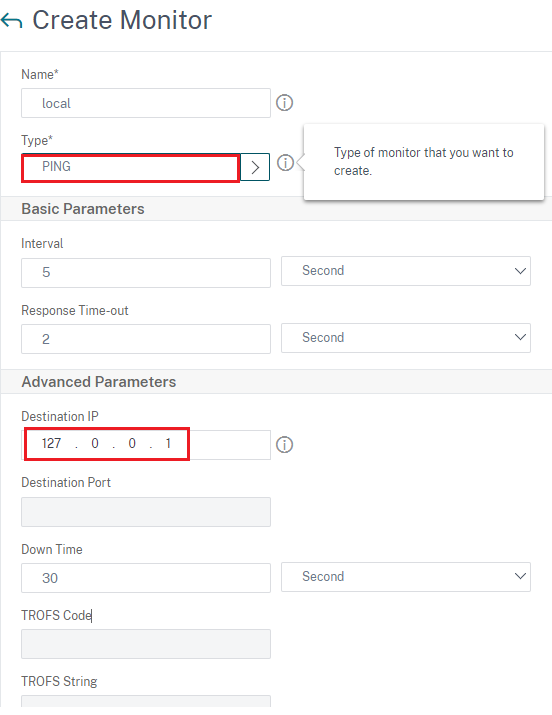 Create Monitor
Name*
local
Type*
PING
Type of monitor that you want to
create.
Basic Parameters
Interval
5
Second
Response Time-out
2
Second
Advanced Parameters
Destination IP
127 . 0 . 0 . 1
Destination Port
Down Time
30
Second
TROFS Code
TROFS String